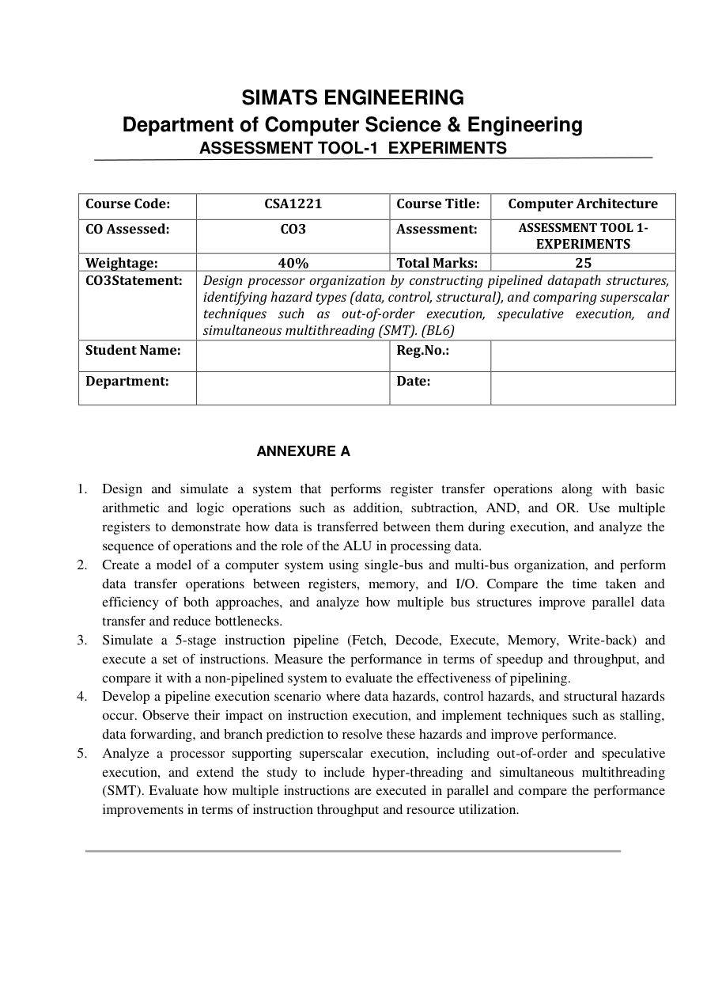 SIMATS ENGINEERING
Department of Computer Science & Engineering
ASSESSMENT TOOL-1 EXPERIMENTS
Course Code: CSA1221 Course Title: Computer Architecture
CO Assessed: CO3 Assessment: ASSESSMENT TOOL 1-
EXPERIMENTS
Weightage: 40% Total Marks: 25
CO3Statement: Design processor organization by constructing pipelined datapath structures,
identifying hazard types (data, control, structural), and comparing superscalar
techniques such as out-of-order execution, speculative execution, and
simultaneous multithreading (SMT). (BL6)
Student Name: Reg.No.:
Department: Date:
ANNEXURE A
1. Design and simulate a system that performs register transfer operations along with basic
arithmetic and logic operations such as addition, subtraction, AND, and OR. Use multiple
registers to demonstrate how data is transferred between them during execution, and analyze the
sequence of operations and the role of the ALU in processing data.
2. Create a model of a computer system using single-bus and multi-bus organization, and perform
data transfer operations between registers, memory, and I/O. Compare the time taken and
efficiency of both approaches, and analyze how multiple bus structures improve parallel data
transfer and reduce bottlenecks.
3. Simulate a 5-stage instruction pipeline (Fetch, Decode, Execute, Memory, Write-back) and
execute a set of instructions. Measure the performance in terms of speedup and throughput, and
compare it with a non-pipelined system to evaluate the effectiveness of pipelining.
4. Develop a pipeline execution scenario where data hazards, control hazards, and structural hazards
occur. Observe their impact on instruction execution, and implement techniques such as stalling,
data forwarding, and branch prediction to resolve these hazards and improve performance.
5. Analyze a processor supporting superscalar execution, including out-of-order and speculative
execution, and extend the study to include hyper-threading and simultaneous multithreading
(SMT). Evaluate how multiple instructions are executed in parallel and compare the performance
improvements in terms of instruction throughput and resource utilization.